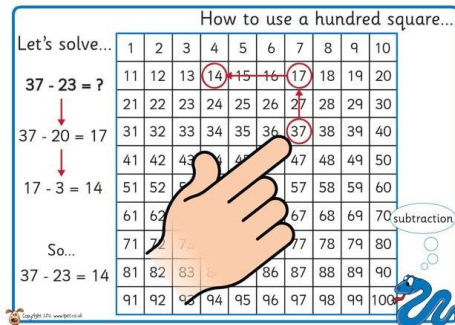 How to use a hundred square...
Let's solve...
37 - 23 = ?
37 - 20 = 17
17 - 3 = 14
So...
37 - 23 = 14
1 2 3 4 5 6 7 8 9 10
11 12 13 14 15 16 17 18 19 20
21 22 23 24 25 26 27 28 29 30
31 32 33 34 35 36 37 38 39 40
41 42 47 48 49 50
51 52 57 58 59 60
61 62 67 68 69 70
71 77 78 79 80
81 82 83 86 87 88 89 90
91 92 93 94 95 96 97 98 99 100
subtraction